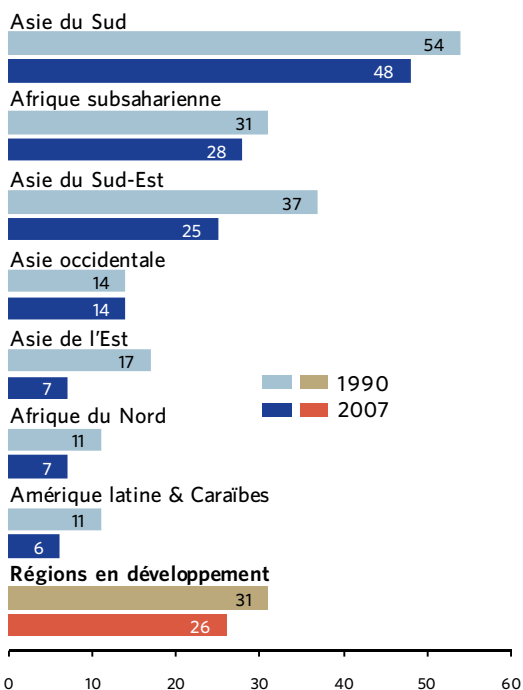 Asie du Sud
54
48
Afrique subsaharienne
31
28
Asie du Sud-Est
37
25
Asie occidentale
14
14
Asie de l'Est
17
7
1990
2007
Afrique du Nord
11
7
Amérique latine & Caraïbes
11
6
Régions en développement
31
26
0 10 20 30 40 50 60